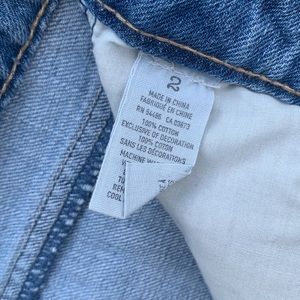 2
MADE IN CHINA
FABRIQUÉ EN CHINE
RN 54486 CA 03873
100% COTTON
EXCLUSIVE OF DECORATION
100% COTON
SANS LES DÉCORATIONS
MACHINE
COOL